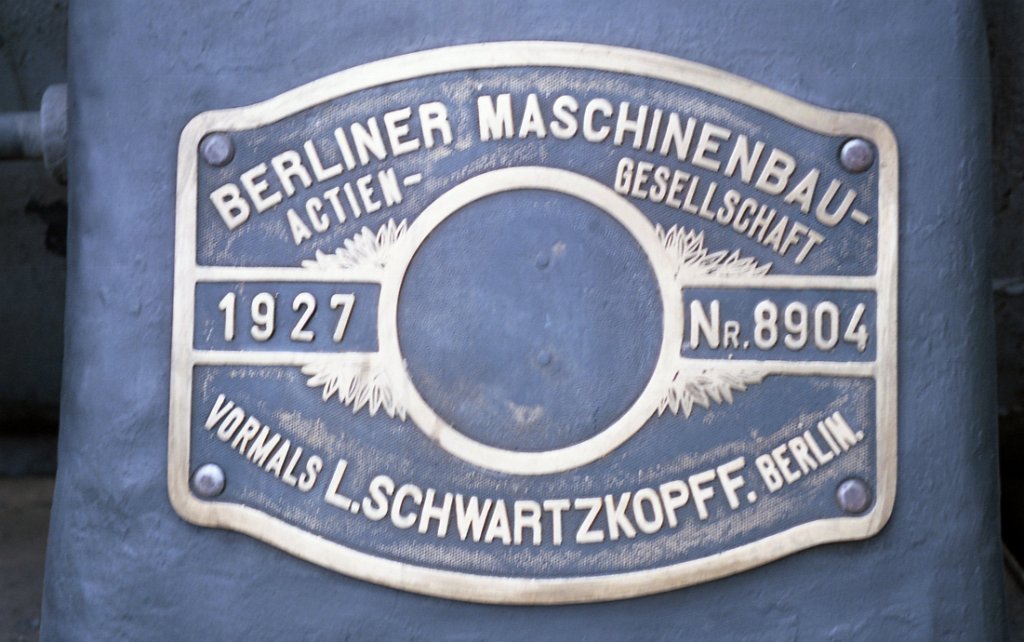 BERLINER MASCHINENBAU-
ACTIEN- GESELLSCHAFT
1927 NR. 8904
VORMALS L. SCHWARTZKOPFF. BERLIN.